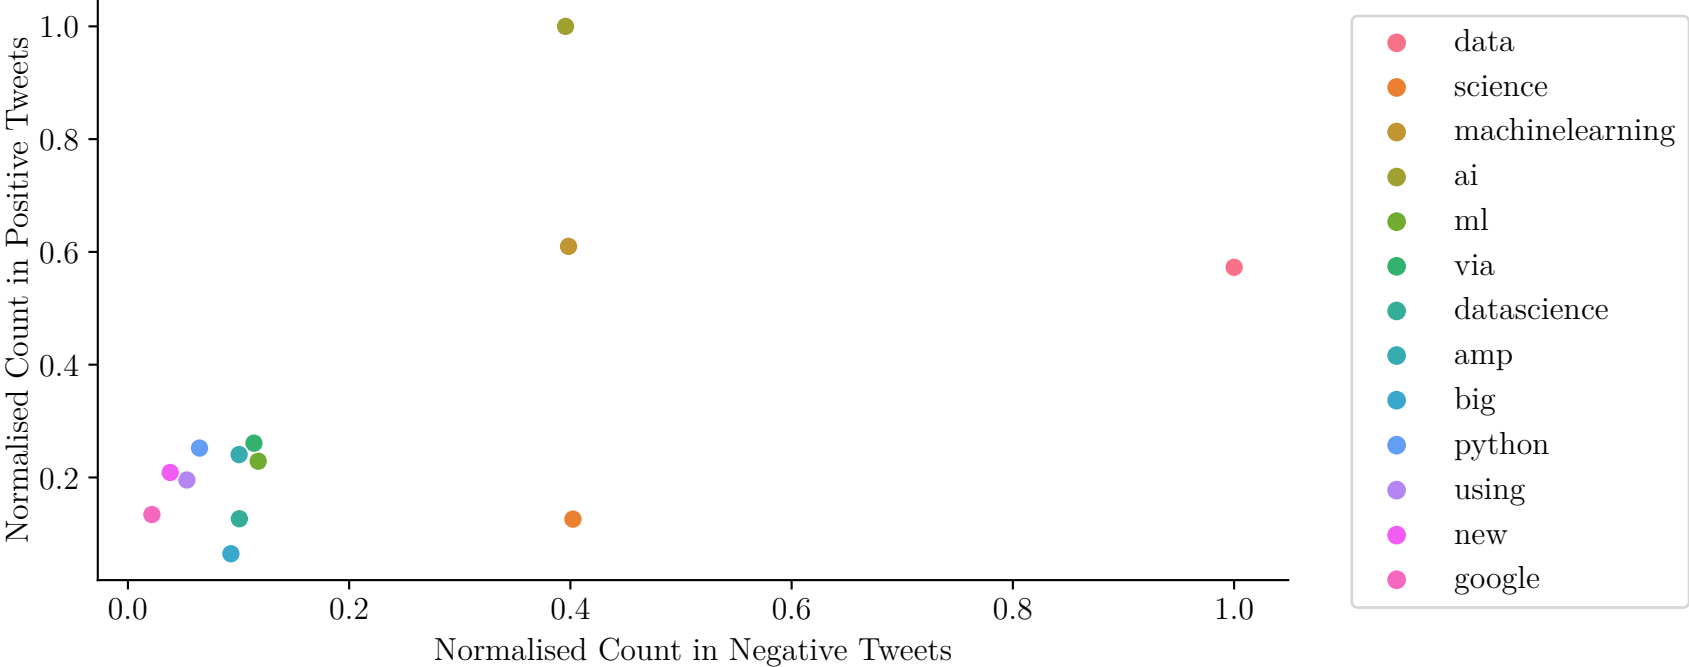 Normalised Count in Positive Tweets
1.0
0.8
0.6
0.4
0.2
0.0 0.2 0.4 0.6 0.8 1.0
Normalised Count in Negative Tweets
data
science
machinelearning
ai
ml
via
datascience
amp
big
python
using
new
google